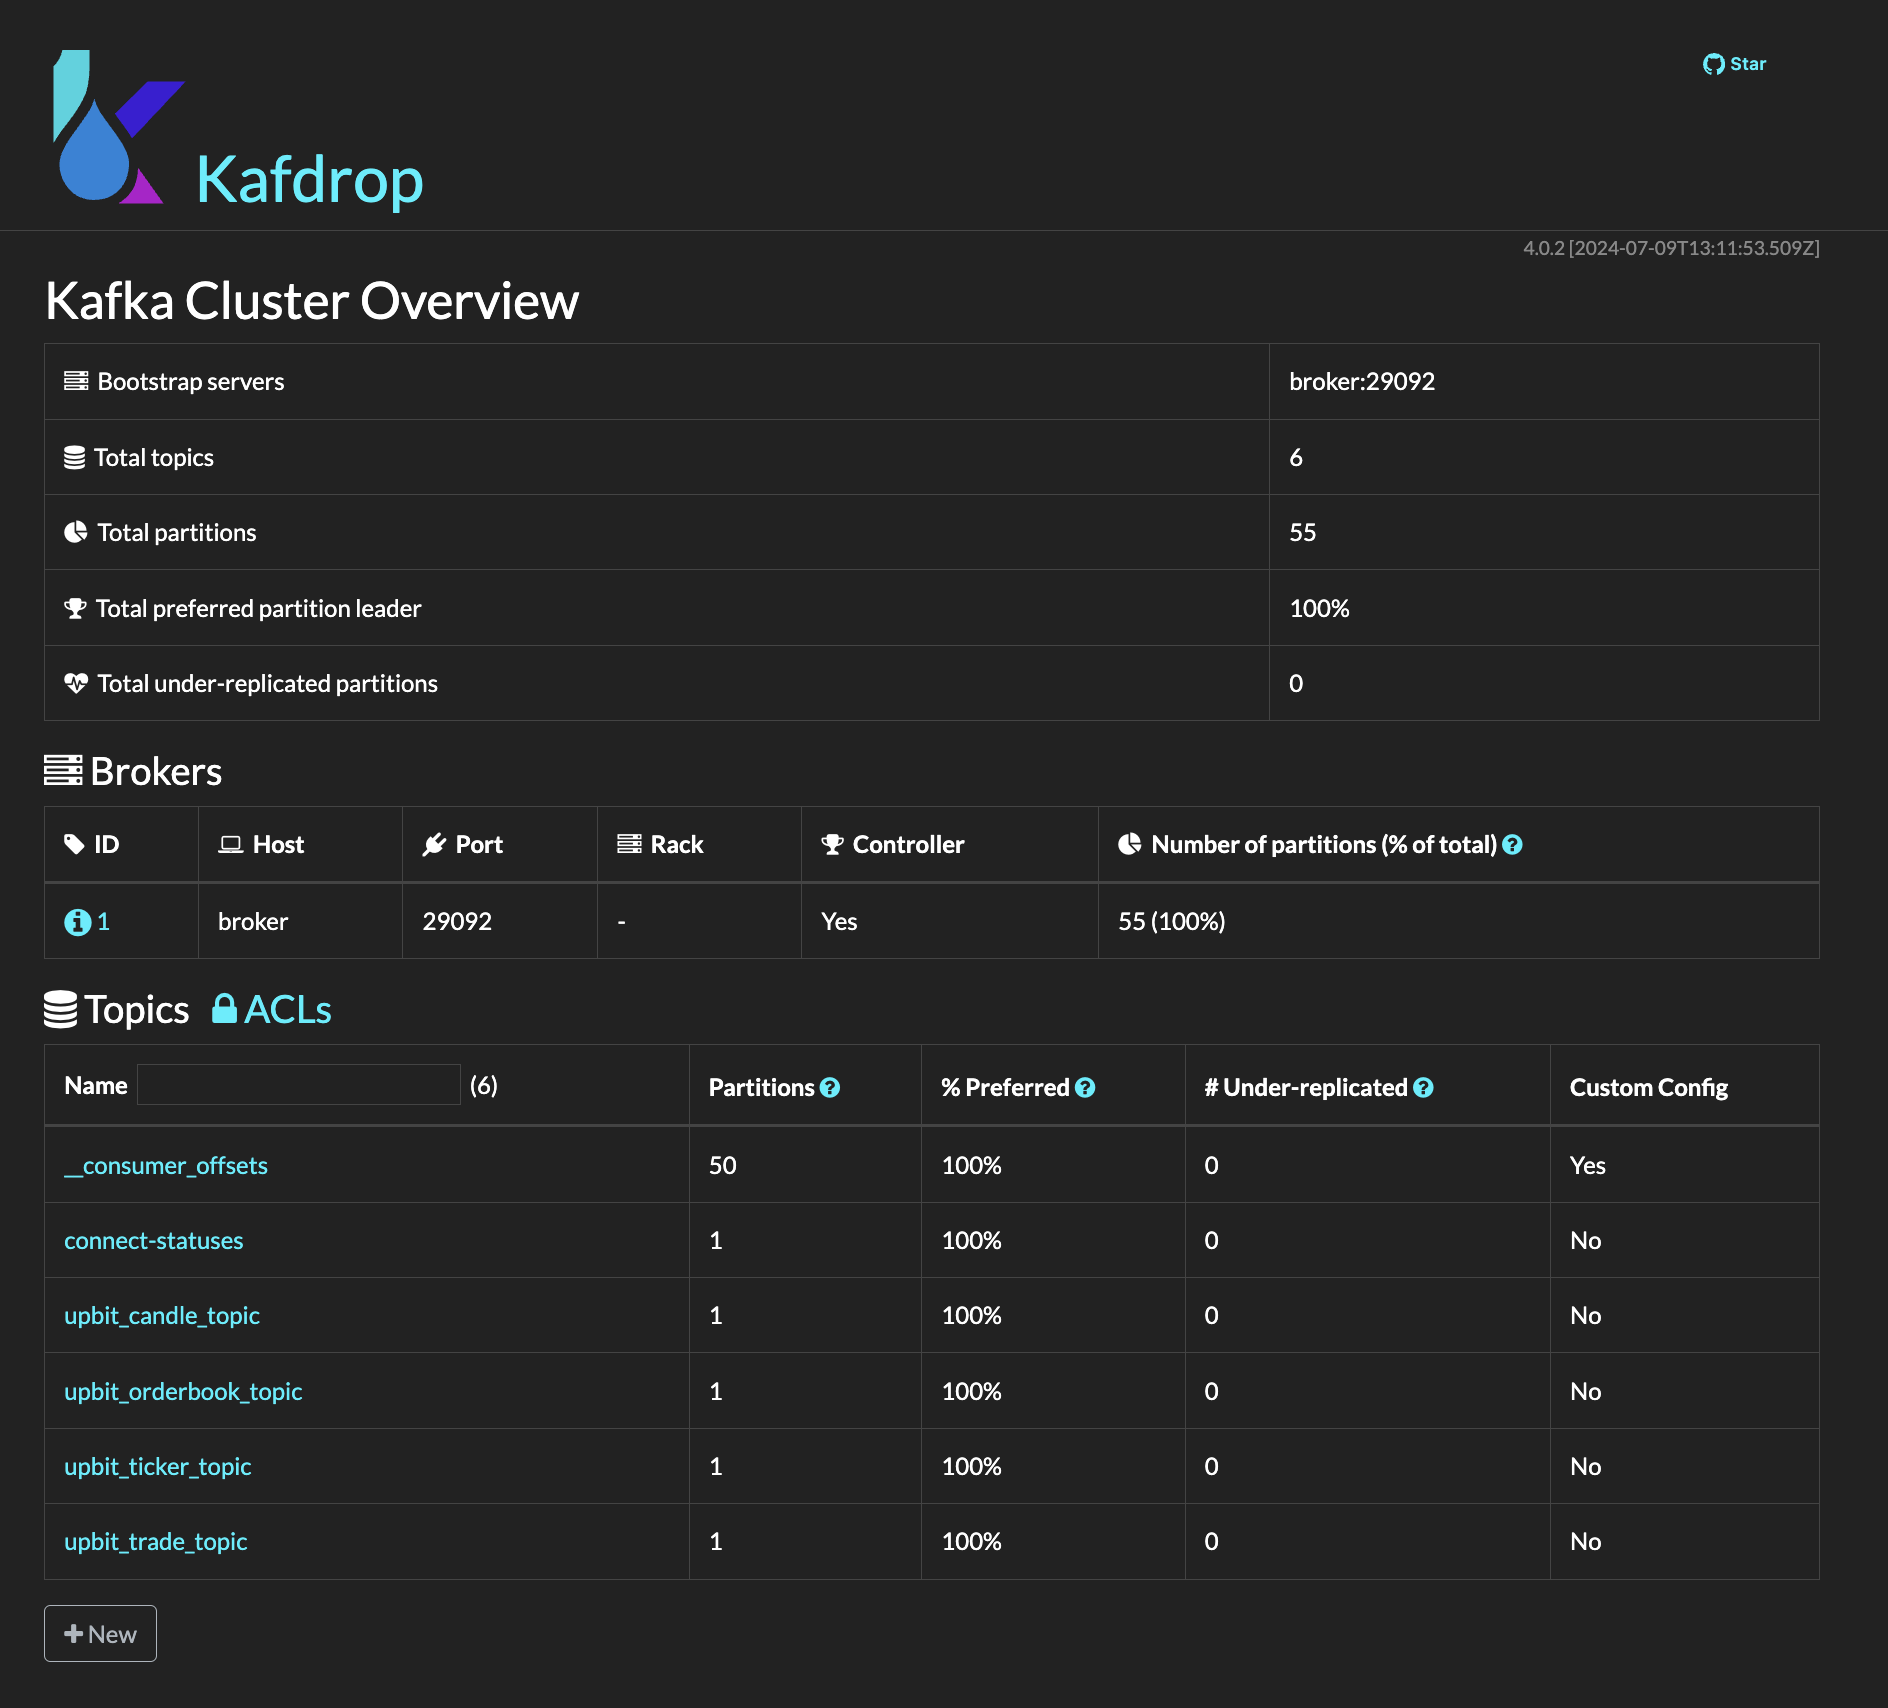 Star
Kafdrop
4.0.2 [2024-07-09T13:11:53.509Z]
Kafka Cluster Overview
Bootstrap servers broker:29092
Total topics 6
Total partitions 55
Total preferred partition leader 100%
Total under-replicated partitions 0
Brokers
ID Host Port Rack Controller Number of partitions (% of total) ?
1 broker 29092 - Yes 55 (100%)
Topics ACLs
Name (6) Partitions ? % Preferred ? # Under-replicated ? Custom Config
__consumer_offsets 50 100% 0 Yes
connect-statuses 1 100% 0 No
upbit_candle_topic 1 100% 0 No
upbit_orderbook_topic 1 100% 0 No
upbit_ticker_topic 1 100% 0 No
upbit_trade_topic 1 100% 0 No
+ New